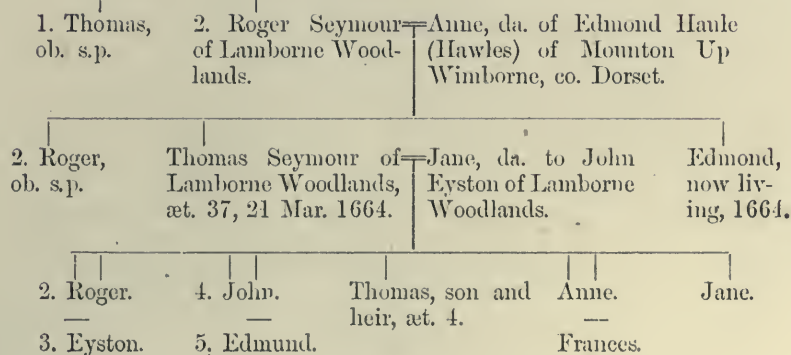 1. Thomas,
ob. s.p.
2. Roger Seymour
of Lamborne Wood-
lands.
Anne, da. of Edmond Haule
(Hawles) of Mounton Up
Wimborne, co. Dorset.
2. Roger,
ob. s.p.
Thomas Seymour of
Lamborne Woodlands,
æt. 37, 21 Mar. 1664.
Jane, da. to John
Eyston of Lamborne
Woodlands.
Edmond,
now liv-
ing, 1664.
2. Roger.
3. Eyston.
4. John.
5. Edmund.
Thomas, son and
heir, æt. 4.
Anne.
Frances.
Jane.